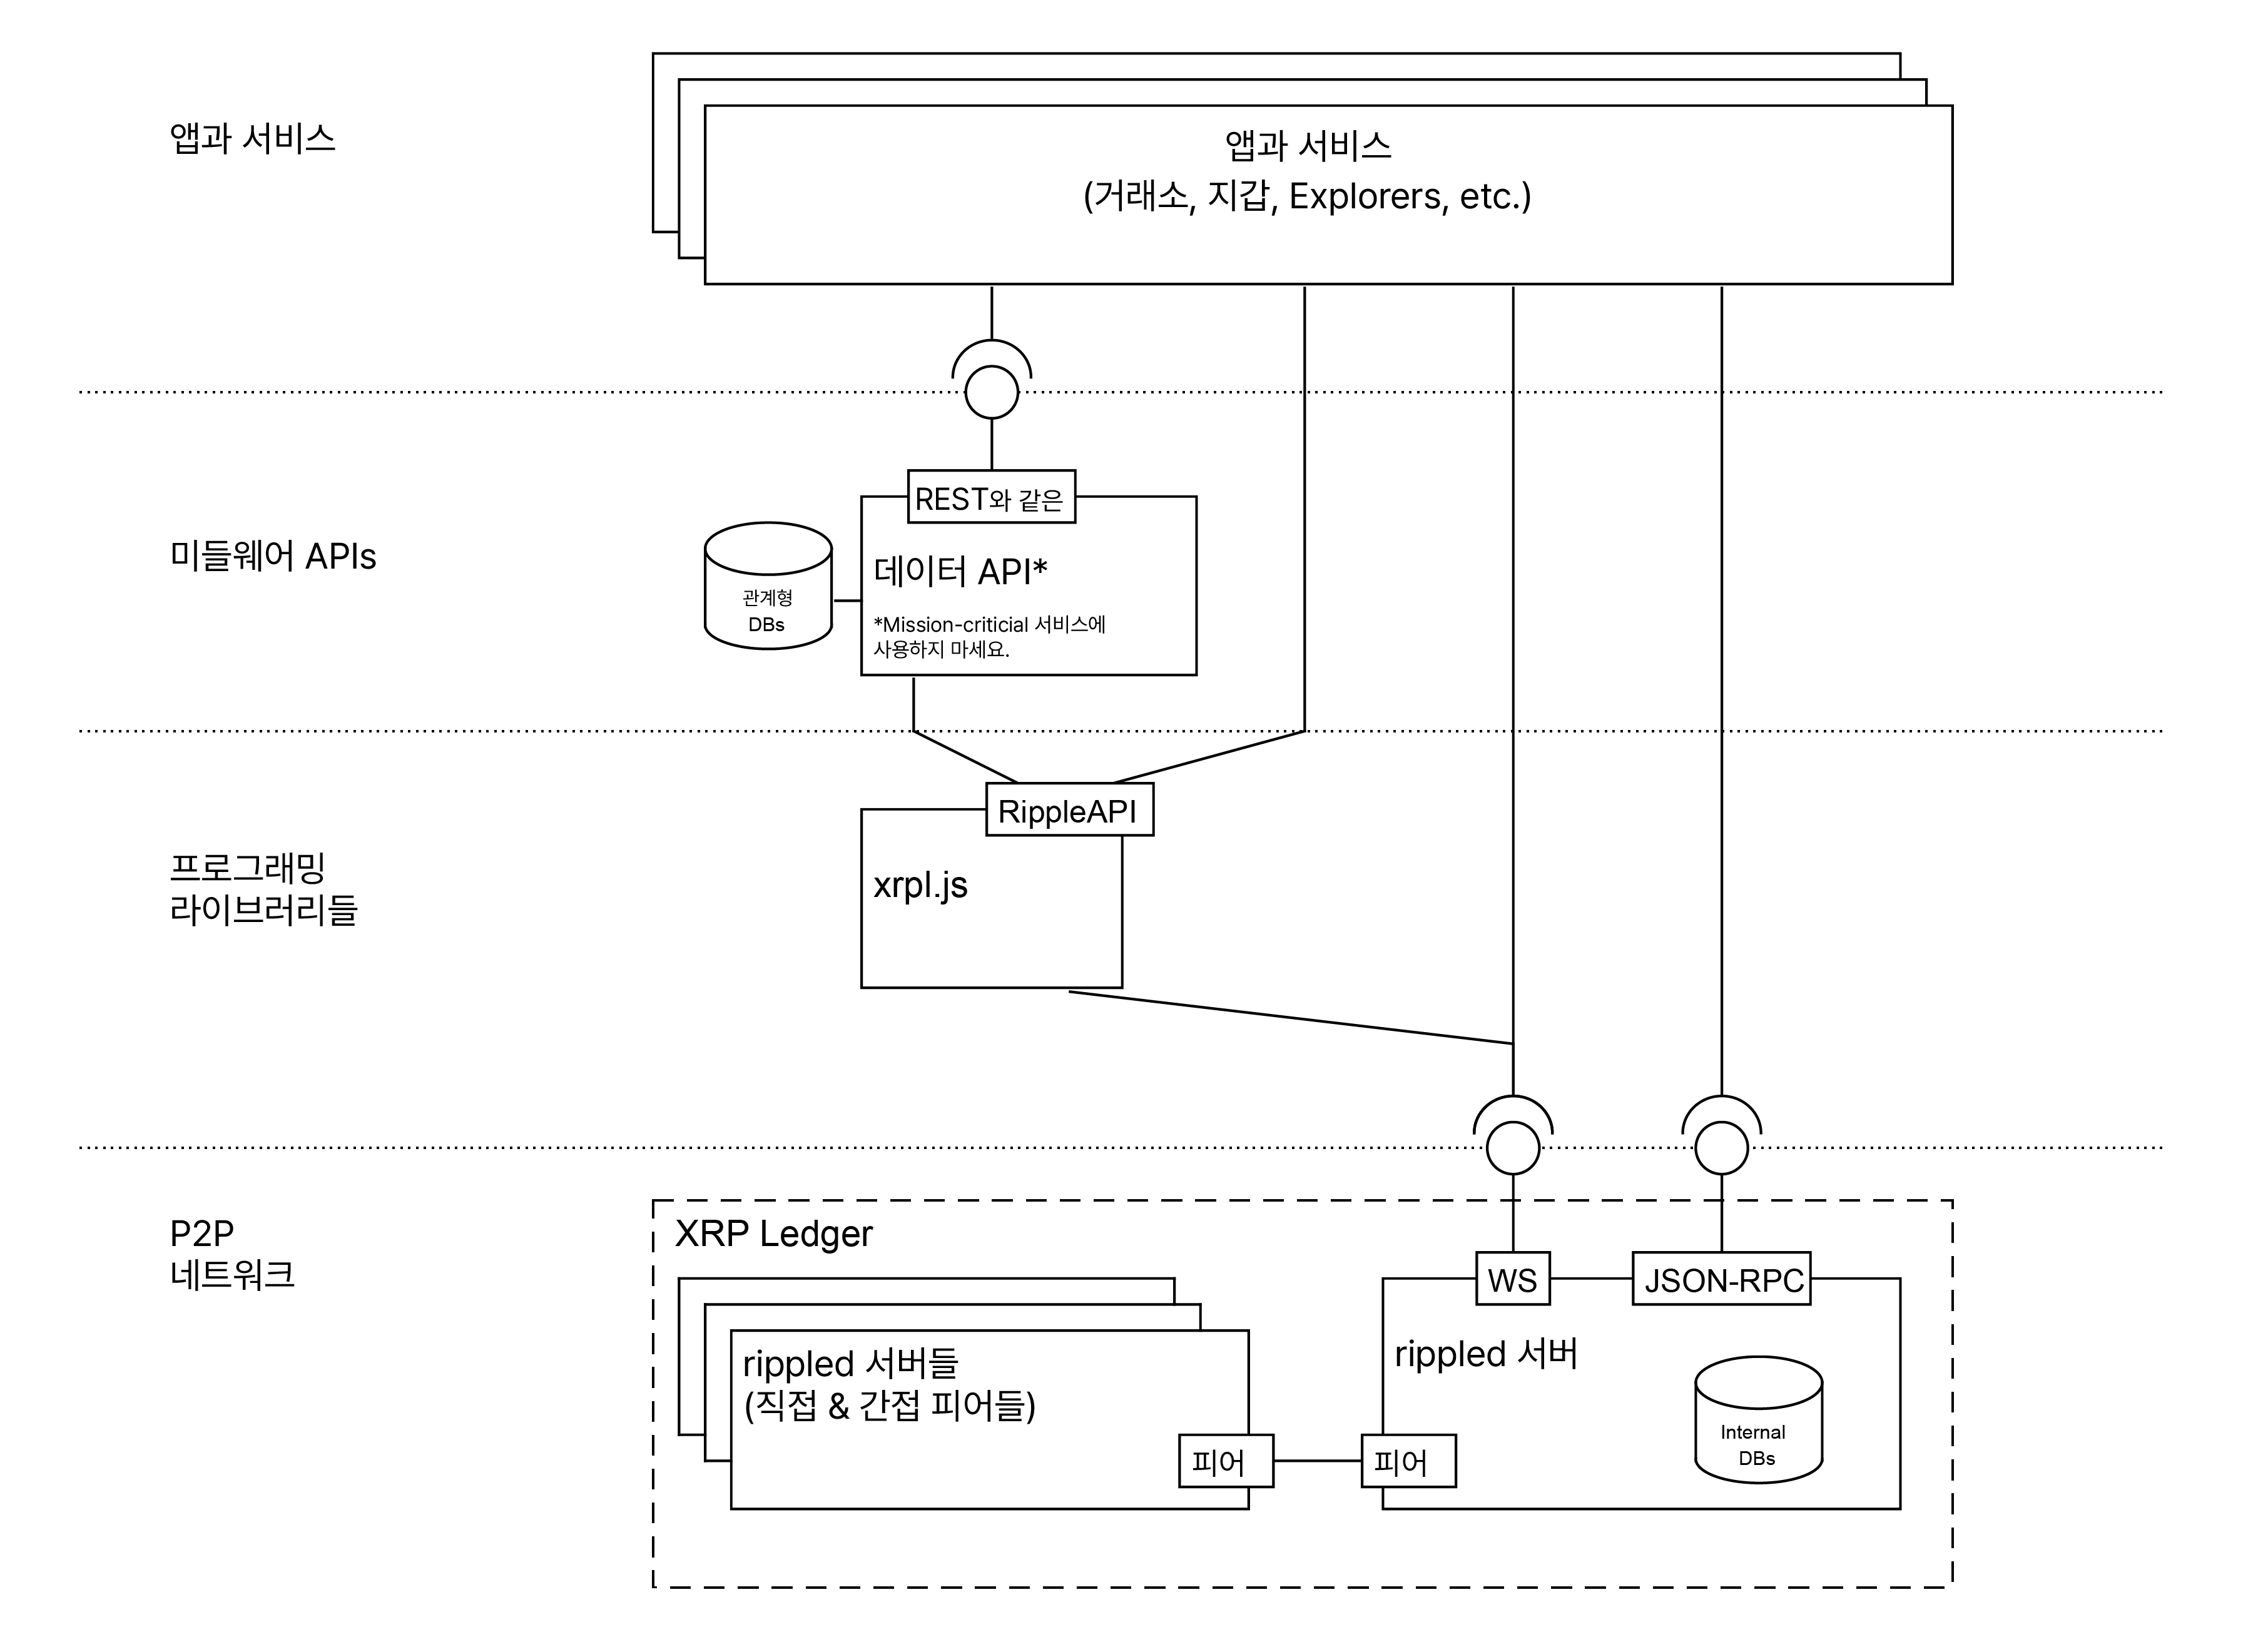 앱과 서비스
앱과 서비스
(거래소, 지갑, Explorers, etc.)
미들웨어 APIs
REST와 같은
데이터 API*
*Mission-criticial 서비스에
사용하지 마세요.
관계형
DBs
프로그래밍
라이브러리들
RippleAPI
xrpl.js
P2P
네트워크
XRP Ledger
rippled 서버들
(직접 & 간접 피어들)
피어
피어
WS
JSON-RPC
rippled 서버
Internal
DBs